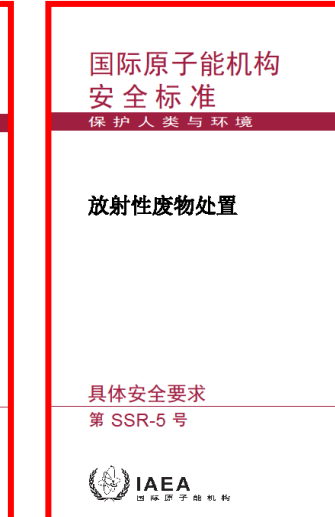 国际原子能机构
安全标准
保护人类与环境
放射性废物处置
具体安全要求
第 SSR-5 号
IAEA
国际原子能机构